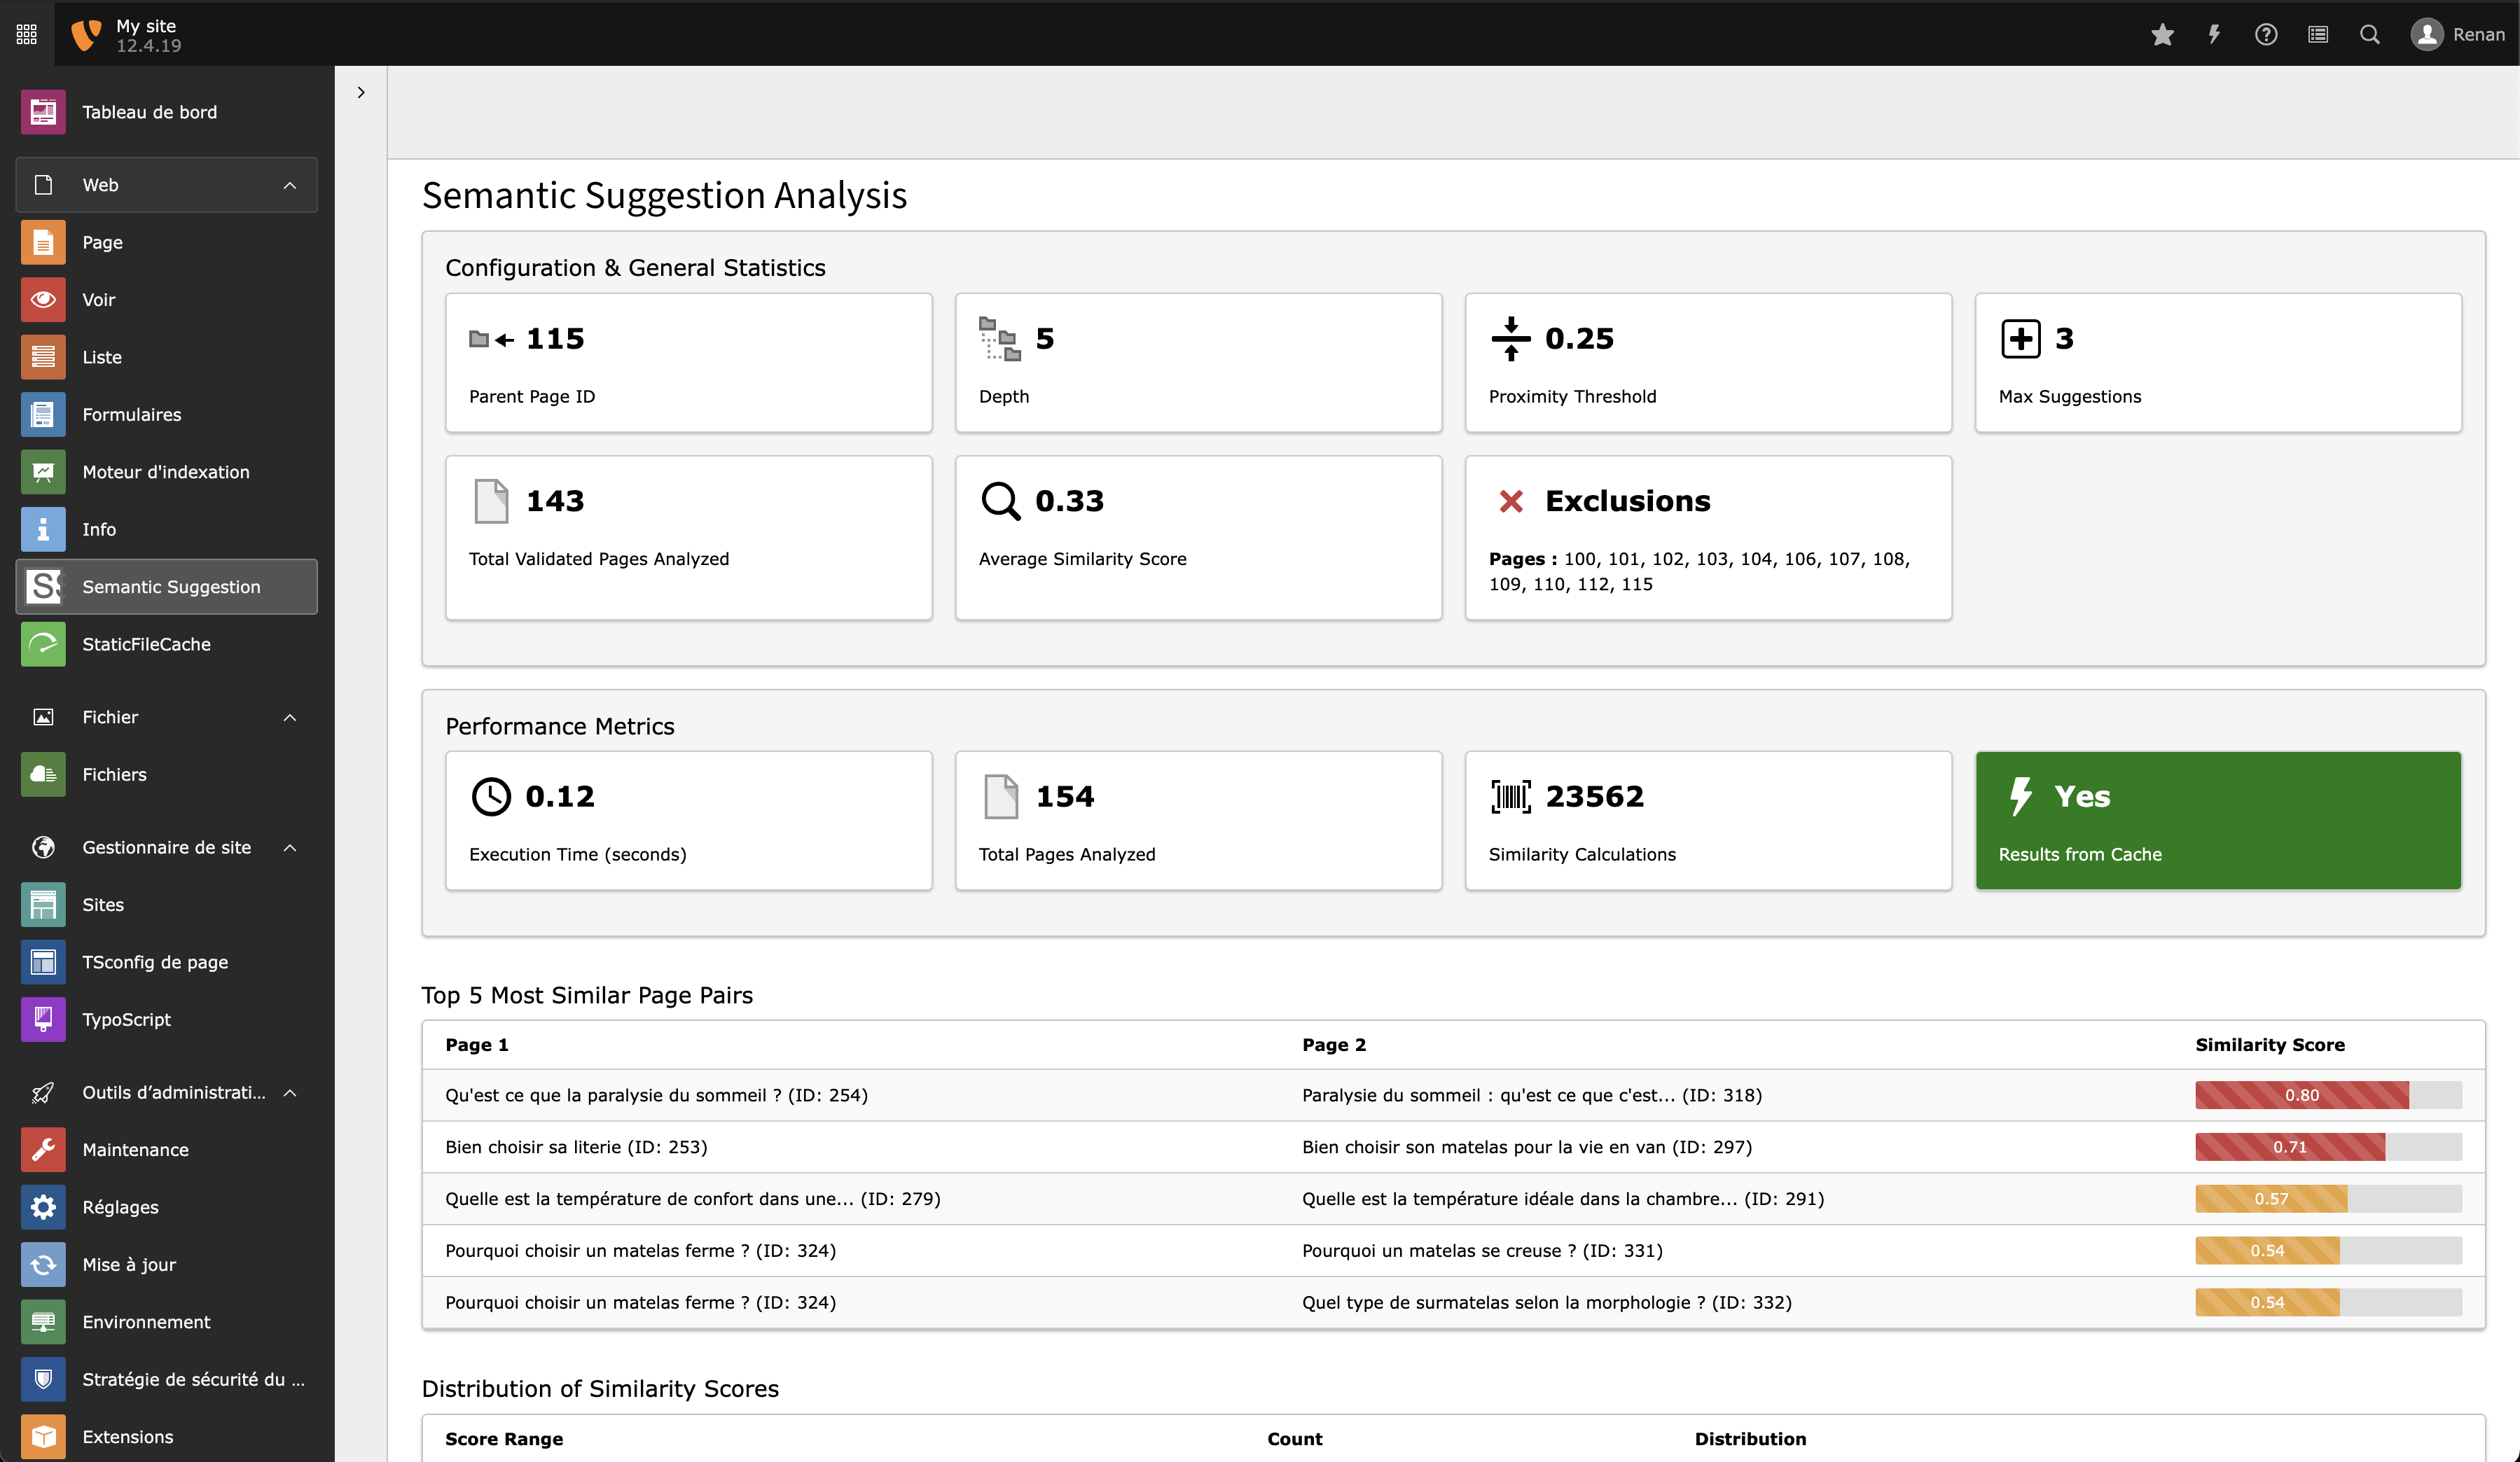 My site
12.4.19
Renan
Tableau de bord
Web
Page
Voir
Liste
Formulaires
Moteur d'indexation
Info
Semantic Suggestion
StaticFileCache
Fichier
Fichiers
Gestionnaire de site
Sites
TSconfig de page
TypoScript
Outils d’administrati...
Maintenance
Réglages
Mise à jour
Environnement
Stratégie de sécurité du ...
Extensions
Semantic Suggestion Analysis
Configuration & General Statistics
115
Parent Page ID
5
Depth
0.25
Proximity Threshold
3
Max Suggestions
143
Total Validated Pages Analyzed
0.33
Average Similarity Score
Exclusions
Pages : 100, 101, 102, 103, 104, 106, 107, 108,
109, 110, 112, 115
Performance Metrics
0.12
Execution Time (seconds)
154
Total Pages Analyzed
23562
Similarity Calculations
Yes
Results from Cache
Top 5 Most Similar Page Pairs
Page 1 Page 2 Similarity Score
Qu'est ce que la paralysie du sommeil ? (ID: 254) Paralysie du sommeil : qu'est ce que c'est... (ID: 318) 0.80
Bien choisir sa literie (ID: 253) Bien choisir son matelas pour la vie en van (ID: 297) 0.71
Quelle est la température de confort dans une... (ID: 279) Quelle est la température idéale dans la chambre... (ID: 291) 0.57
Pourquoi choisir un matelas ferme ? (ID: 324) Pourquoi un matelas se creuse ? (ID: 331) 0.54
Pourquoi choisir un matelas ferme ? (ID: 324) Quel type de surmatelas selon la morphologie ? (ID: 332) 0.54
Distribution of Similarity Scores
Score Range Count Distribution